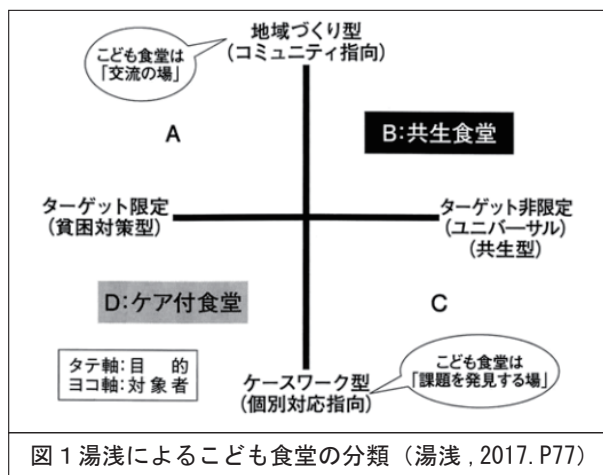 地域づくり型
(コミュニティ指向)
こども食堂は
「交流の場」
A
B:共生食堂
ターゲット限定
(貧困対策型)
ターゲット非限定
(ユニバーサル)
(共生型)
D:ケア付食堂
C
タテ軸:目　的
ヨコ軸:対象者
ケースワーク型
(個別対応指向)
こども食堂は
「課題を発見する場」
図1湯浅によるこども食堂の分類（湯浅,2017.P77）